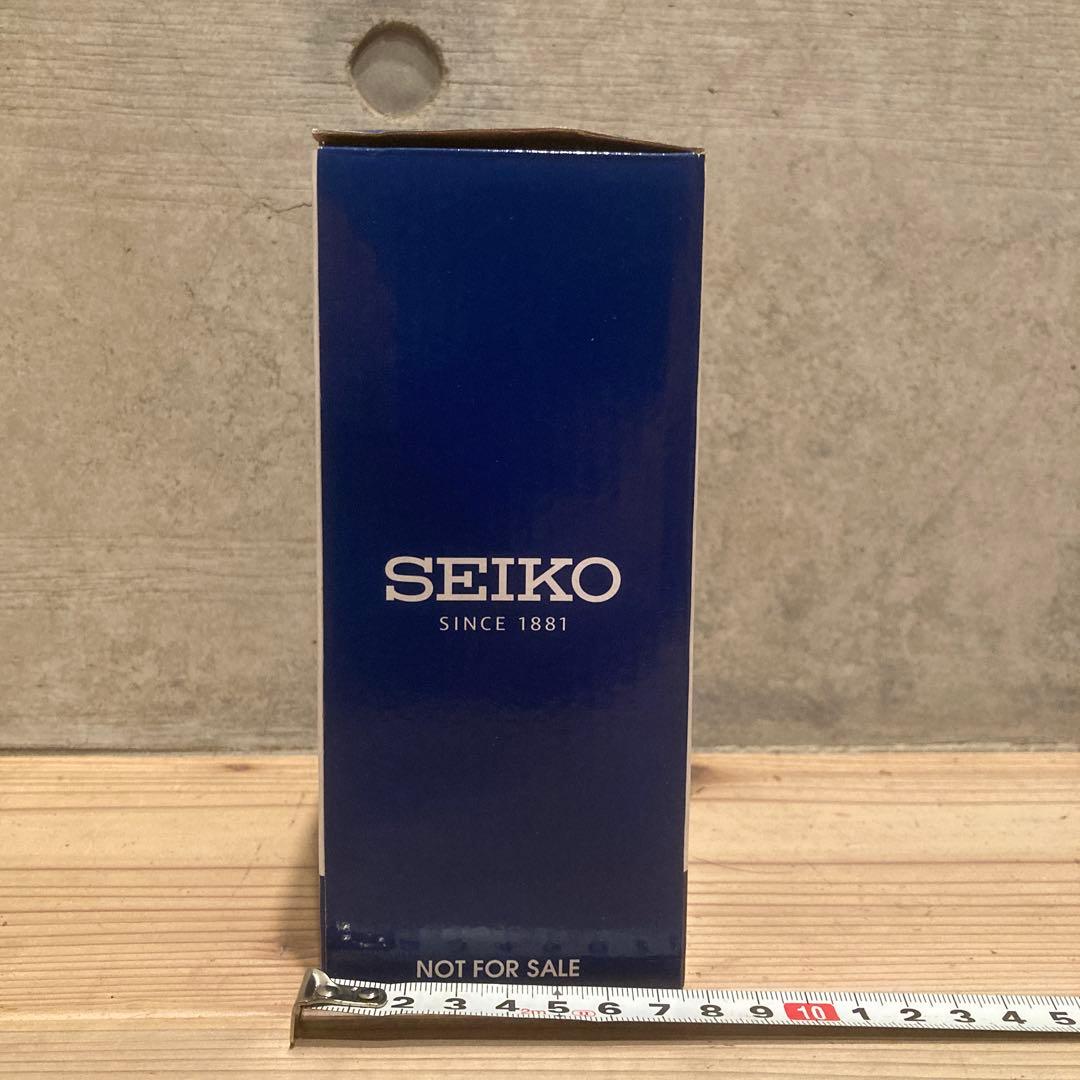 SEIKO
SINCE 1881
NOT FOR SALE
2 3 4 5 6 7 8 9 10 1 2 3 4 5